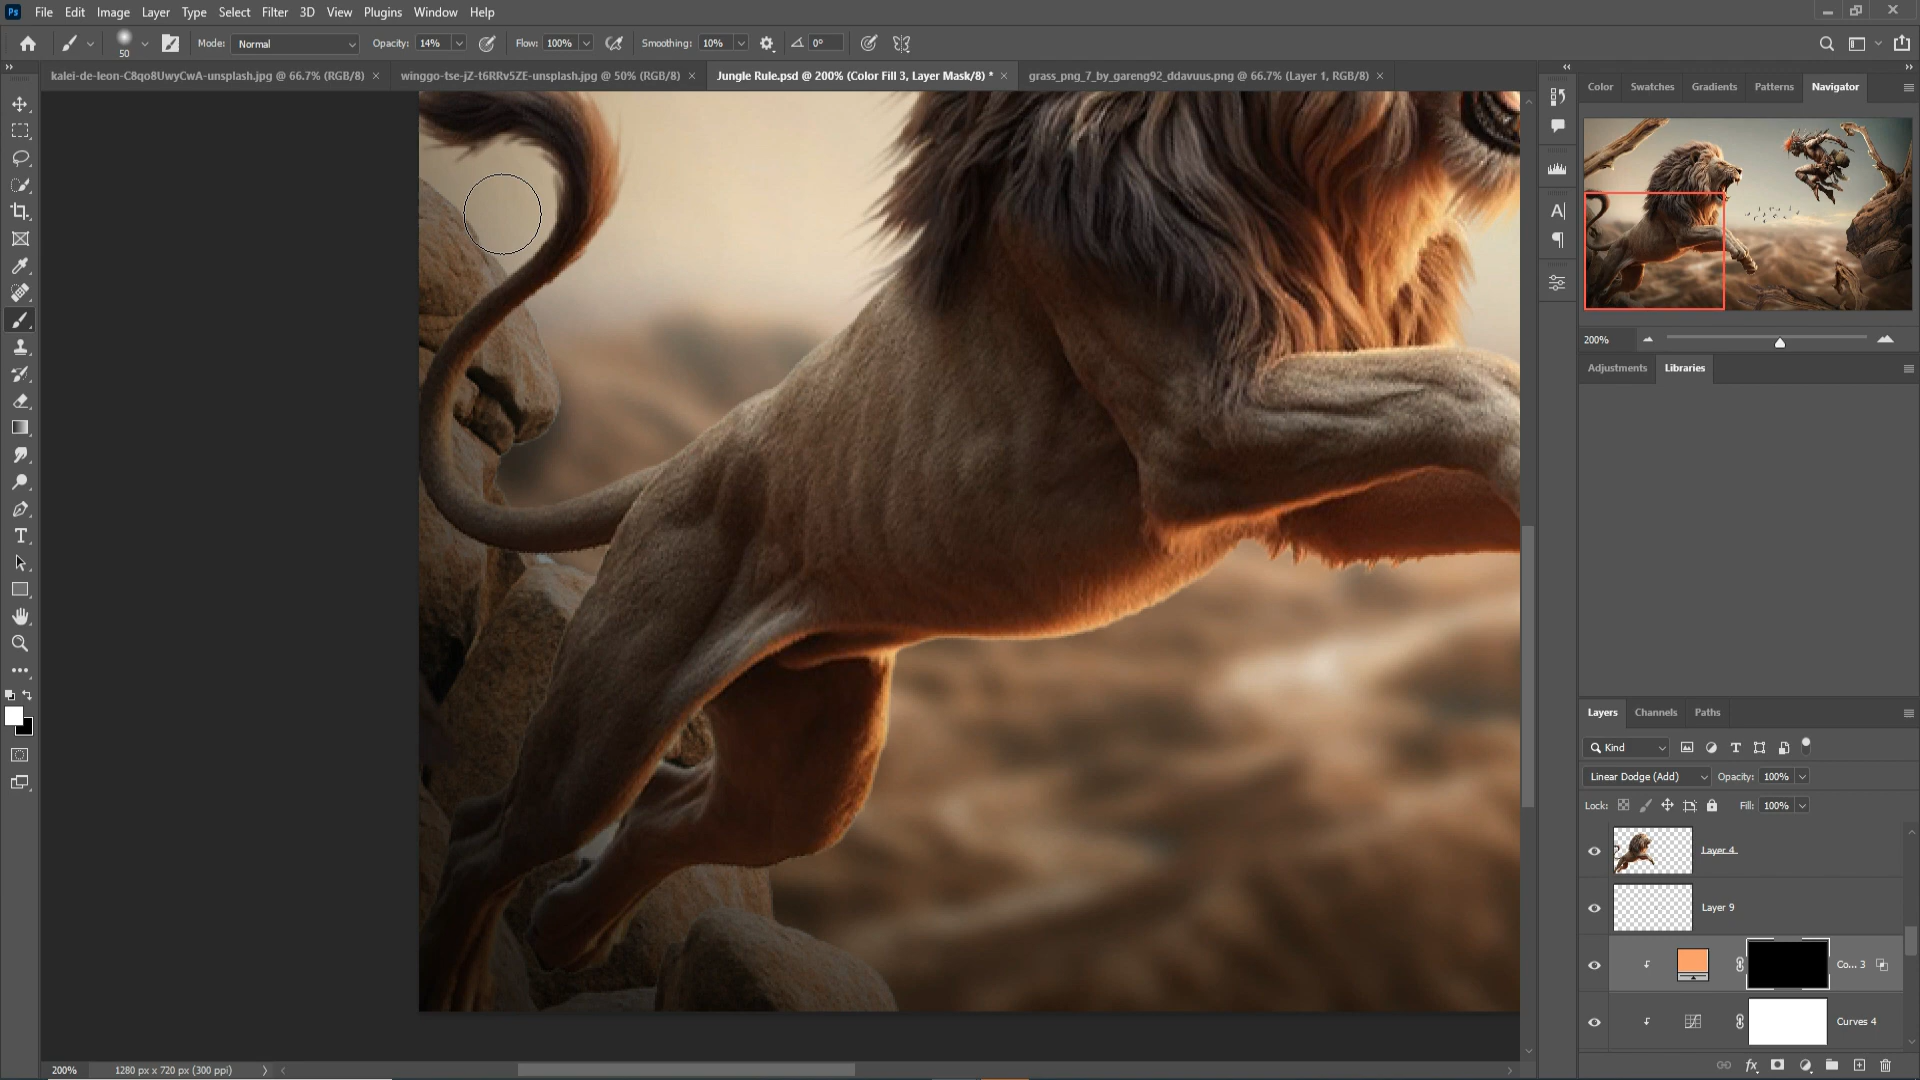 Ps File Edit Image Layer Type Select Filter 3D View Plugins Window Help
50 Mode: Normal Opacity: 14% Flow: 100% Smoothing: 10% 0°
kalei-de-leon-C8qo8UwyCwA-unsplash.jpg @ 66.7% (RGB/8) × winggo-tse-jZ-t6RRv5ZE-unsplash.jpg @ 50% (RGB/8) × Jungle Rule.psd @ 200% (Color Fill 3, Layer Mask/8) * × grass_png_7_by_gareng92_ddavuus.png @ 66.7% (Layer 1, RGB/8) ×
Color Swatches Gradients Patterns Navigator
200%
Adjustments Libraries
Layers Channels Paths
Kind
Linear Dodge (Add) Opacity: 100%
Lock: Fill: 100%
Layer 4
Layer 9
Co... 3
Curves 4
200% 1280 px x 720 px (300 ppi)